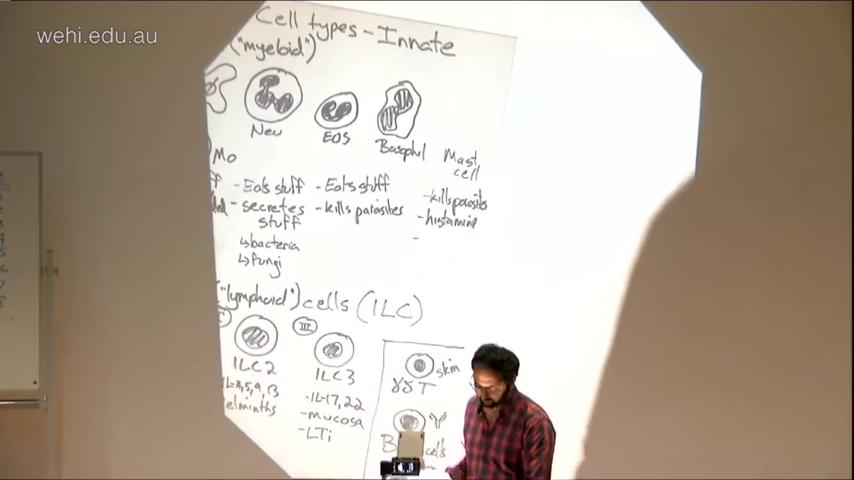 wehi.edu.au
Cell types - Innate
("myeloid")
Neu
EOS
Basophil
Mast
cell
Mo
- Eats stuff
- secretes
stuff
↳ bacteria
↳ fungi
- Eats stuff
- kills parasites
- kills parasites
- histamine
-
("lymphoid") cells (ILC)
ILC2
III
ILC3
- IL-17, 22
- mucosa
- LTi
skin
γδ T
B cells